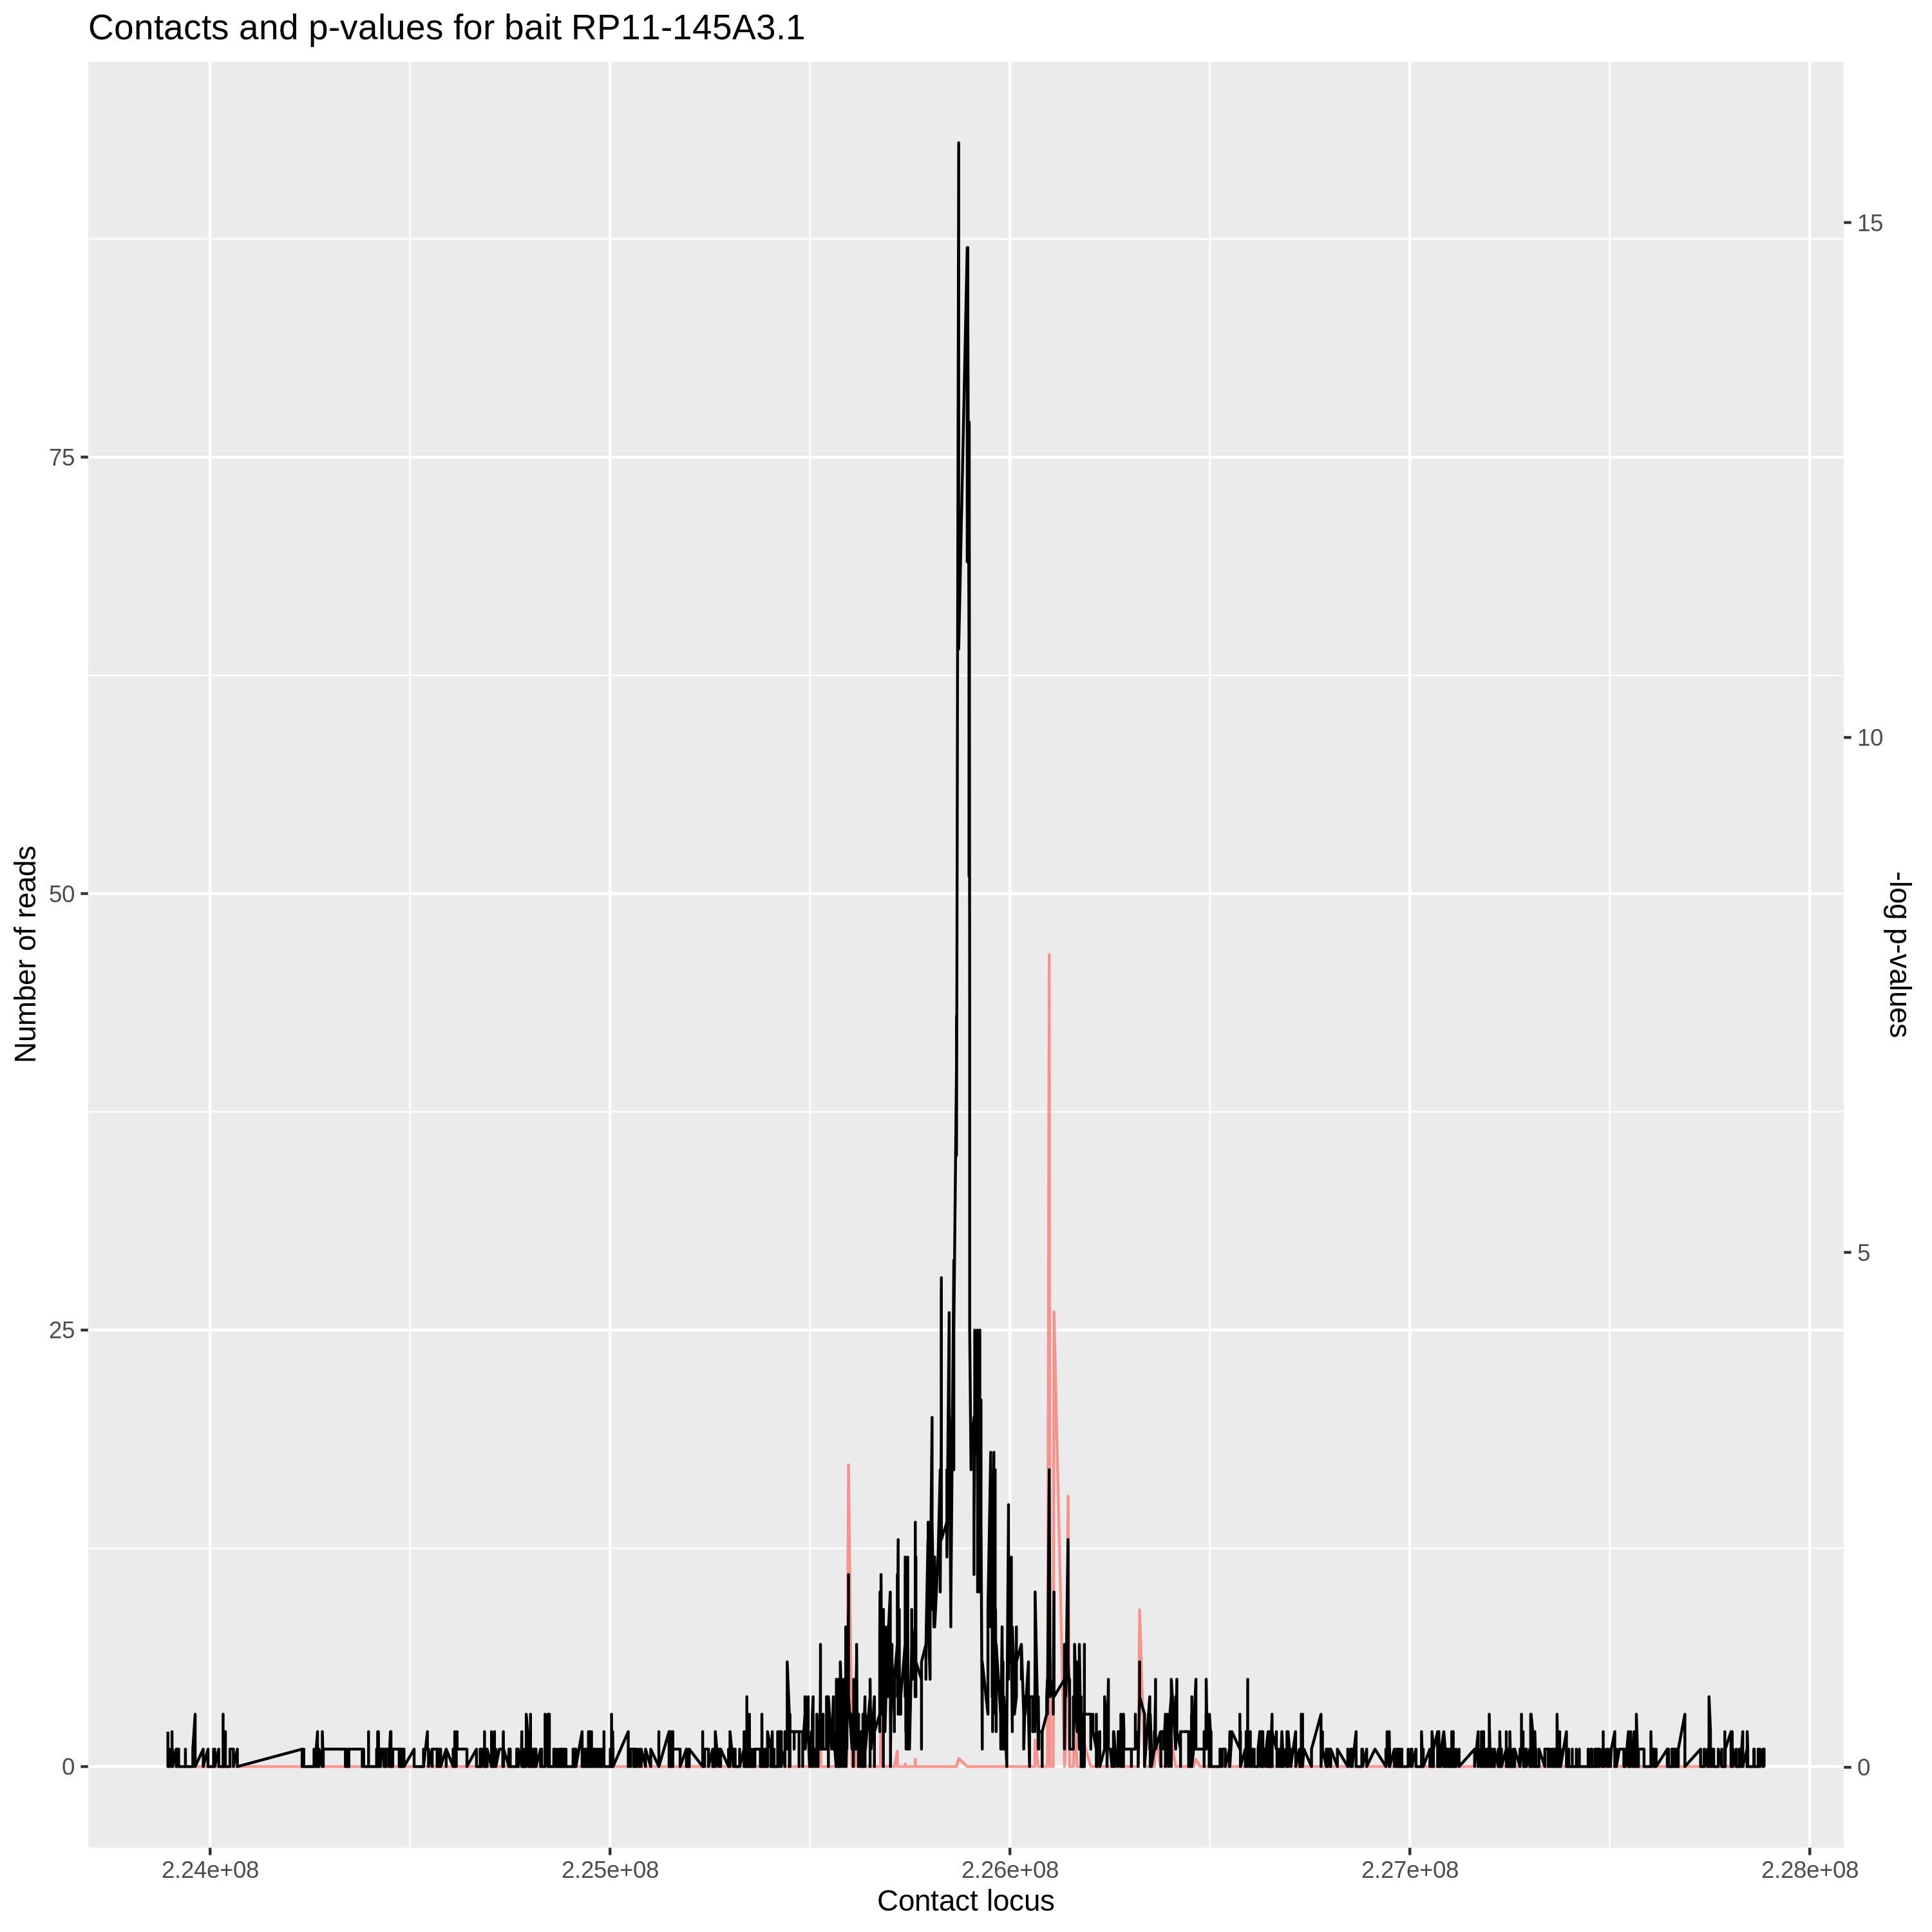 Contacts and p-values for bait RP11-145A3.1
Number of reads
75
50
25
0
15
10
5
0
-log p-values
2.24e+08 2.25e+08 2.26e+08 2.27e+08 2.28e+08
Contact locus